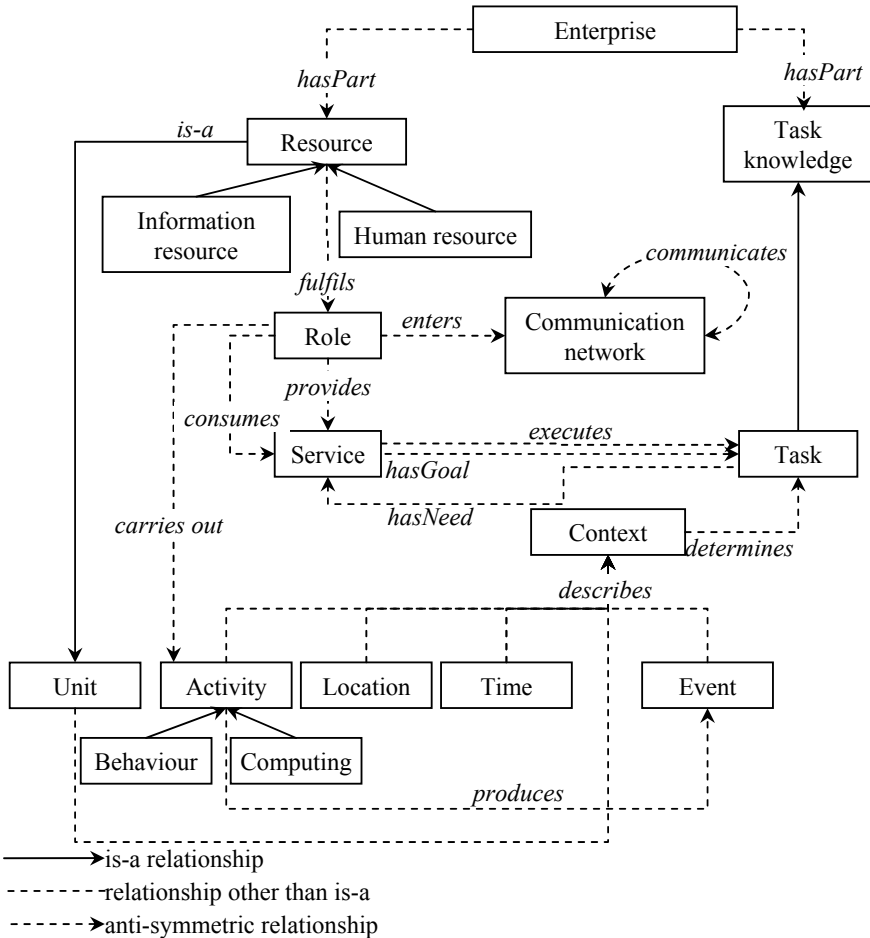 Enterprise
hasPart
hasPart
is-a
Resource
Task
knowledge
Information
resource
Human resource
communicates
fulfils
Role
enters
Communication
network
provides
consumes
executes
Service
Task
hasGoal
hasNeed
carries out
Context
determines
describes
Unit
Activity
Location
Time
Event
Behaviour
Computing
produces
is-a relationship
relationship other than is-a
anti-symmetric relationship